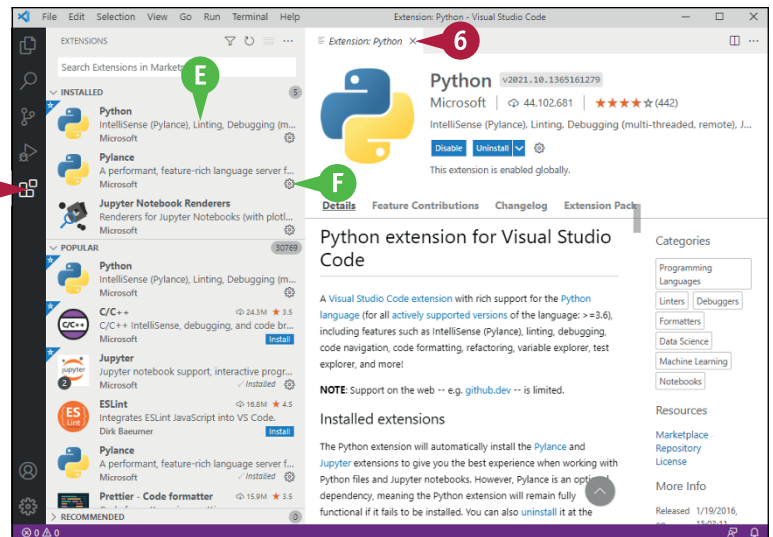 File Edit Selection View Go Run Terminal Help Extension: Python - Visual Studio Code
EXTENSIONS
Search Extensions in Market
INSTALLED 5
Python
IntelliSense (Pylance), Linting, Debugging (m...
Microsoft
Pylance
A performant, feature-rich language server f...
Microsoft
Jupyter Notebook Renderers
Renderers for Jupyter Notebooks (with plotl...
Microsoft
POPULAR 30769
Python
IntelliSense (Pylance), Linting, Debugging (m...
Microsoft
C/C++
C/C++ 24.3M ★ 3.5
C/C++ IntelliSense, debugging, and code br...
Microsoft Install
jupyter
2
Jupyter
Jupyter notebook support, interactive progr...
Microsoft ✓ Installed
ES
Lint
ESLint 18.8M ★ 4.5
Integrates ESLint JavaScript into VS Code.
Dirk Baeumer Install
Pylance
A performant, feature-rich language server f...
Microsoft ✓ Installed
Prettier - Code formatter 15.9M ★ 3.5
RECOMMENDED 0
0 0
E
F
6
Extension: Python ×
Python v2021.10.1365161279
Microsoft | 44.102.681 | ★★★★☆(442)
IntelliSense (Pylance), Linting, Debugging (multi-threaded, remote), J...
Disable Uninstall
This extension is enabled globally.
Details Feature Contributions Changelog Extension Pack
Python extension for Visual Studio
Code
A Visual Studio Code extension with rich support for the Python
language (for all actively supported versions of the language: >=3.6),
including features such as IntelliSense (Pylance), linting, debugging,
code navigation, code formatting, refactoring, variable explorer, test
explorer, and more!
NOTE: Support on the web -- e.g. github.dev -- is limited.
Installed extensions
The Python extension will automatically install the Pylance and
Jupyter extensions to give you the best experience when working with
Python files and Jupyter notebooks. However, Pylance is an optional
dependency, meaning the Python extension will remain fully
functional if it fails to be installed. You can also uninstall it at the
Categories
Programming
Languages
Linters Debuggers
Formatters
Data Science
Machine Learning
Notebooks
Resources
Marketplace
Repository
License
More Info
Released 1/19/2016,